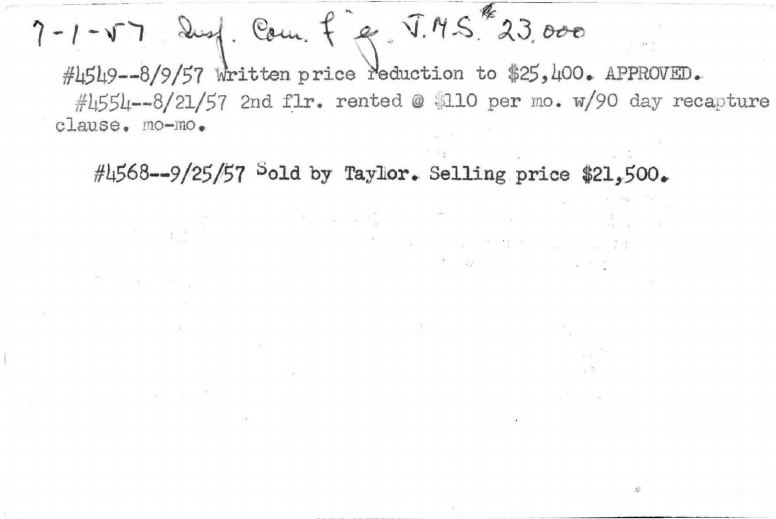 7-1-57 Insp. Com. fig. J.M.S. $23,000
#4549--8/9/57 Written price reduction to $25,400. APPROVED.
#4554--8/21/57 2nd flr. rented @ $110 per mo. w/90 day recapture
clause. mo-mo.
#4568--9/25/57 Sold by Taylor. Selling price $21,500.